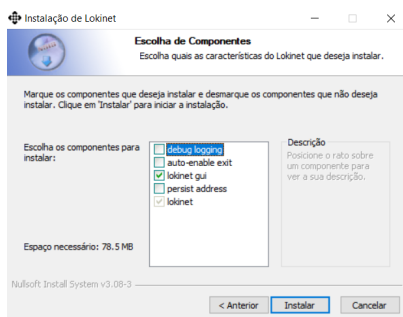 Instalação de Lokinet
Escolha de Componentes
Escolha quais as características do Lokinet que deseja instalar.
Marque os componentes que deseja instalar e desmarque os componentes que não deseja
instalar. Clique em 'Instalar' para iniciar a instalação.
Escolha os componentes para
instalar:
debug logging
auto-enable exit
lokinet gui
persist address
lokinet
Descrição
Posicione o rato sobre
um componente para
ver a sua descrição.
Espaço necessário: 78.5 MB
Nullsoft Install System v3.08-3
< Anterior
Instalar
Cancelar